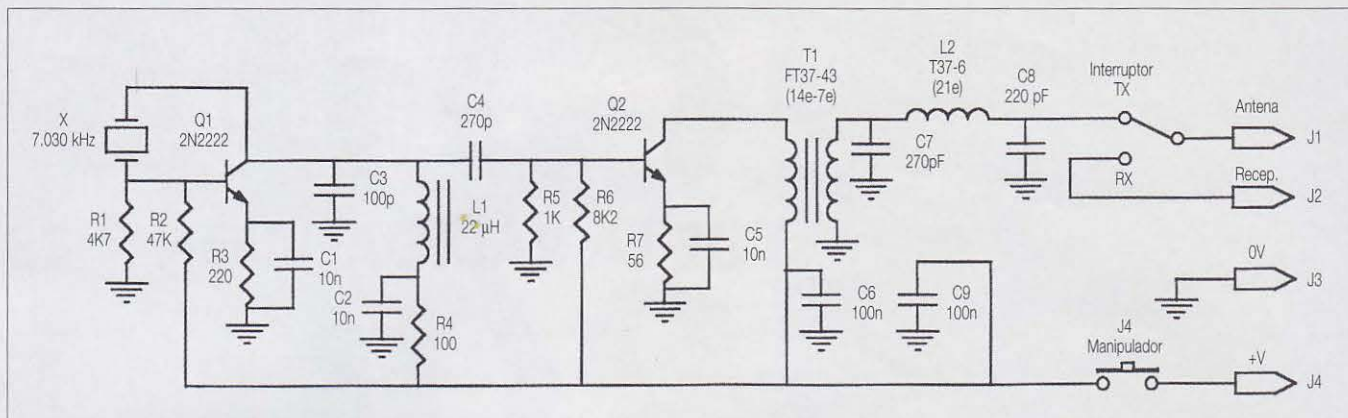 X
7.030 kHz
Q1
2N2222
R1
4K7
R2
47K
R3
220
C1
10n
C3
100p
L1
22 µH
C2
10n
R4
100
C4
270p
R5
1K
R6
8K2
Q2
2N2222
R7
56
C5
10n
T1
FT37-43
(14e-7e)
L2
T37-6
(21e)
C7
270pF
C8
220 pF
C6
100n
C9
100n
Interruptor
TX
RX
Antena
J1
Recep.
J2
0V
J3
J4
Manipulador
+V
J4